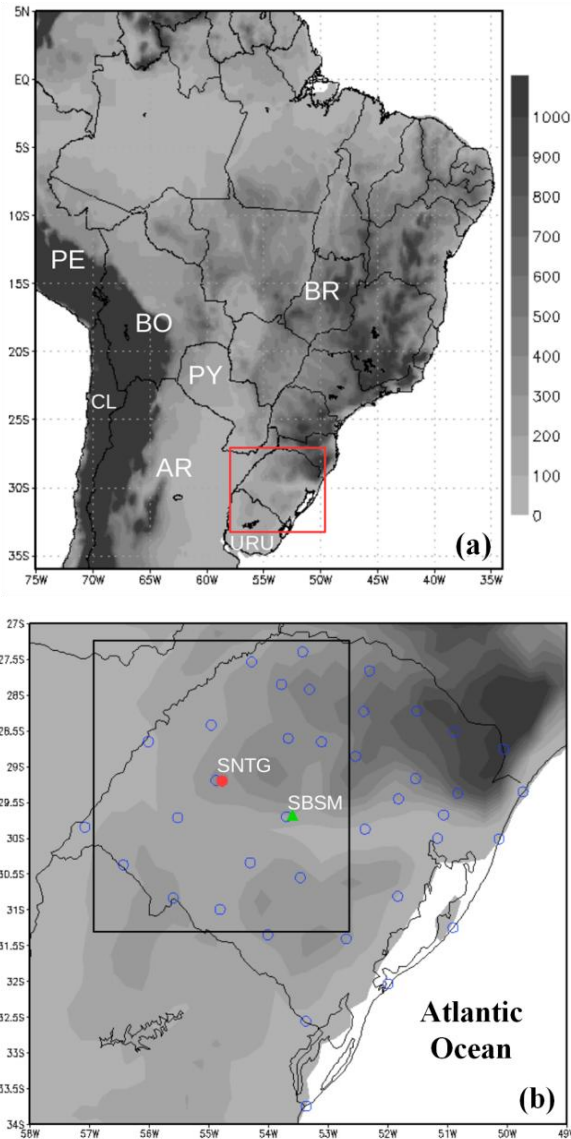 5N
EQ
5S
10S
15S
20S
25S
30S
35S
75W 70W 65W 60W 55W 50W 45W 40W 35W
PE
BO
BR
PY
CL
AR
URU
(a)
1000
900
800
700
600
500
400
300
200
100
0
27S
27.5S
28S
28.5S
29S
29.5S
30S
30.5S
31S
31.5S
32S
32.5S
33S
33.5S
34S
58W 57W 56W 55W 54W 53W 52W 51W 50W 49W
SNTG
SBSM
Atlantic
Ocean
(b)